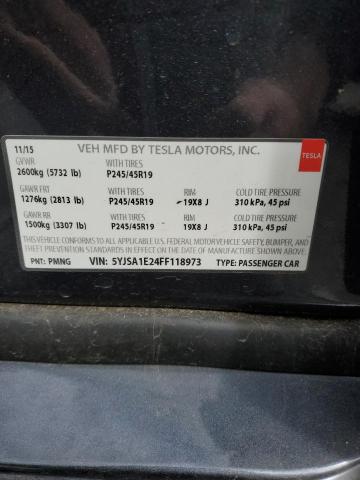 11/15 VEH MFD BY TESLA MOTORS, INC.
TESLA
GVWR WITH TIRES
2600kg (5732 lb) P245/45R19
GAWR FRT WITH TIRES RIM COLD TIRE PRESSURE
1276kg (2813 lb) P245/45R19 19X8 J 310 kPa, 45 psi
GAWR RR WITH TIRES RIM COLD TIRE PRESSURE
1500kg (3307 lb) P245/45R19 19X8 J 310 kPa, 45 psi
THIS VEHICLE CONFORMS TO ALL APPLICABLE U.S. FEDERAL MOTOR VEHICLE SAFETY, BUMPER, AND
THEFT PREVENTION STANDARDS IN EFFECT ON THE DATE OF MANUFACTURE SHOWN ABOVE.
PNT: PMNG VIN: 5YJSA1E24FF118973 TYPE: PASSENGER CAR